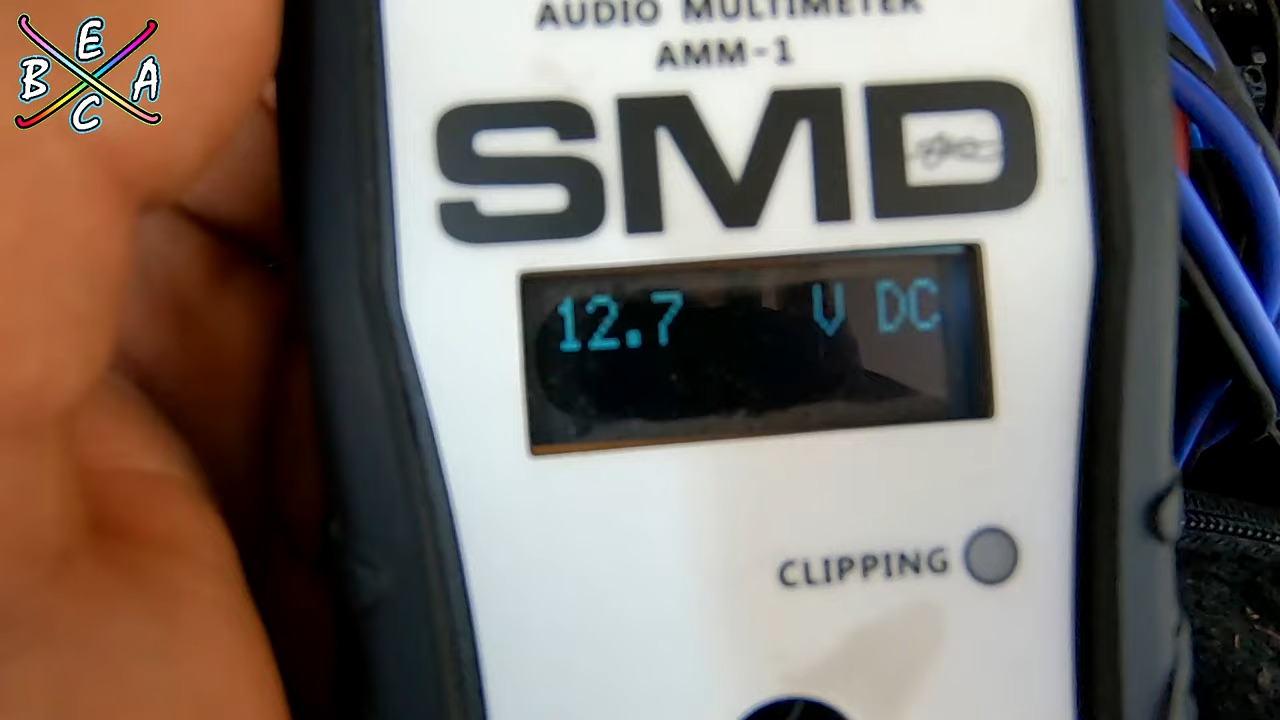 E
B A
C
AUDIO MULTIMETER
AMM-1
SMD
12.7 V DC
CLIPPING